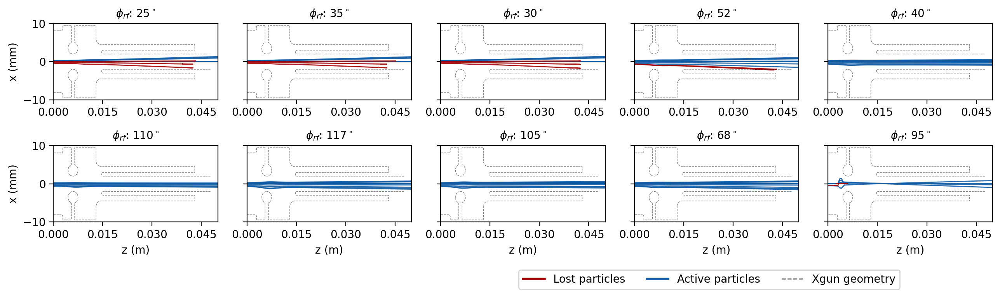 ϕrf: 25° ϕrf: 35° ϕrf: 30° ϕrf: 52° ϕrf: 40°
10
x (mm)
0
−10
0.000 0.015 0.030 0.045 0.000 0.015 0.030 0.045 0.000 0.015 0.030 0.045 0.000 0.015 0.030 0.045 0.000 0.015 0.030 0.045
ϕrf: 110° ϕrf: 117° ϕrf: 105° ϕrf: 68° ϕrf: 95°
10
x (mm)
0
−10
0.000 0.015 0.030 0.045 0.000 0.015 0.030 0.045 0.000 0.015 0.030 0.045 0.000 0.015 0.030 0.045 0.000 0.015 0.030 0.045
z (m) z (m) z (m) z (m) z (m)
Lost particles Active particles Xgun geometry